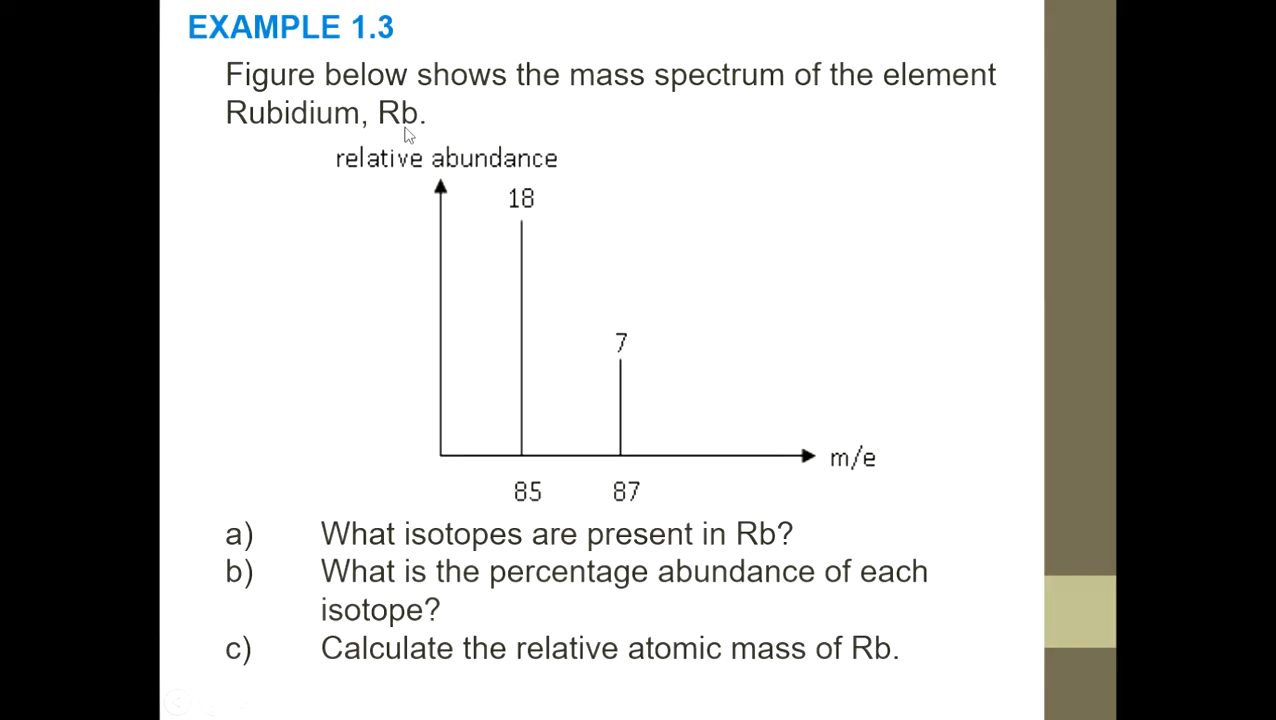 EXAMPLE 1.3
Figure below shows the mass spectrum of the element
Rubidium, Rb.
relative abundance
18
7
m/e
85 87
a) What isotopes are present in Rb?
b) What is the percentage abundance of each
isotope?
c) Calculate the relative atomic mass of Rb.